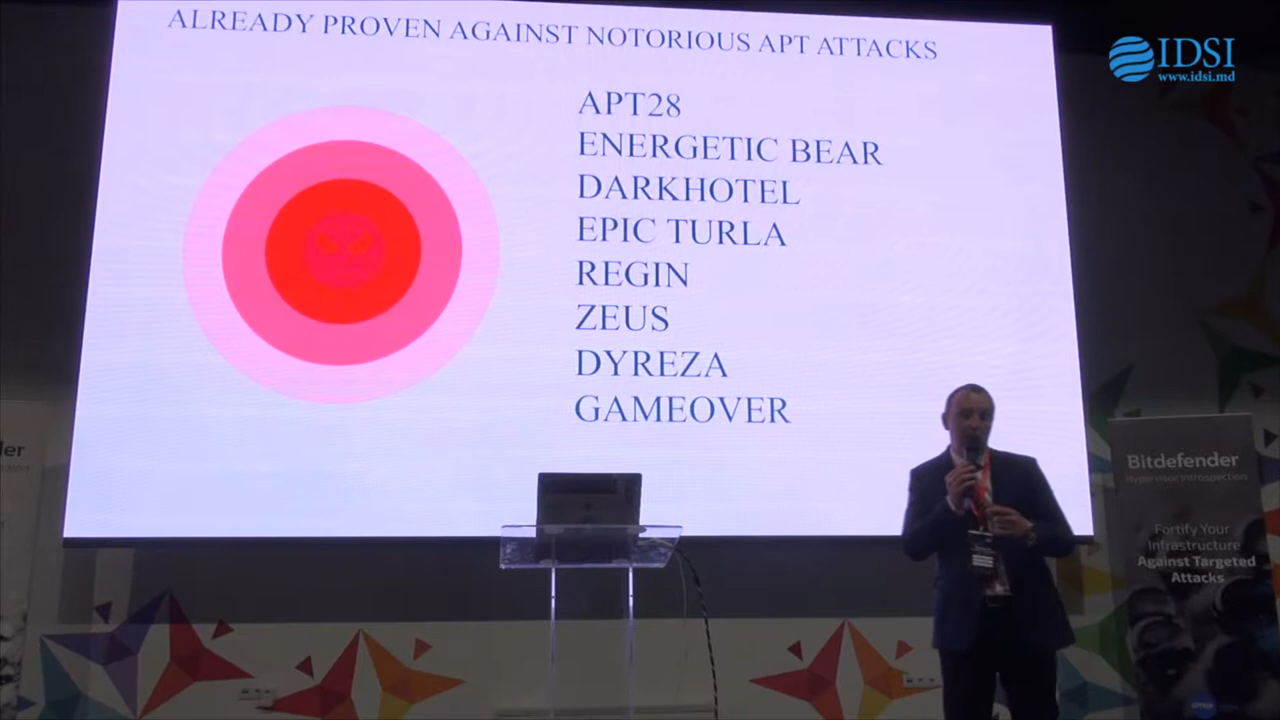 ALREADY PROVEN AGAINST NOTORIOUS APT ATTACKS
IDSI
www.idsi.md
APT28
ENERGETIC BEAR
DARKHOTEL
EPIC TURLA
REGIN
ZEUS
DYREZA
GAMEOVER
Bitdefender
Hypervisor Introspection
Fortify Your
Infrastructure
Against Targeted
Attacks